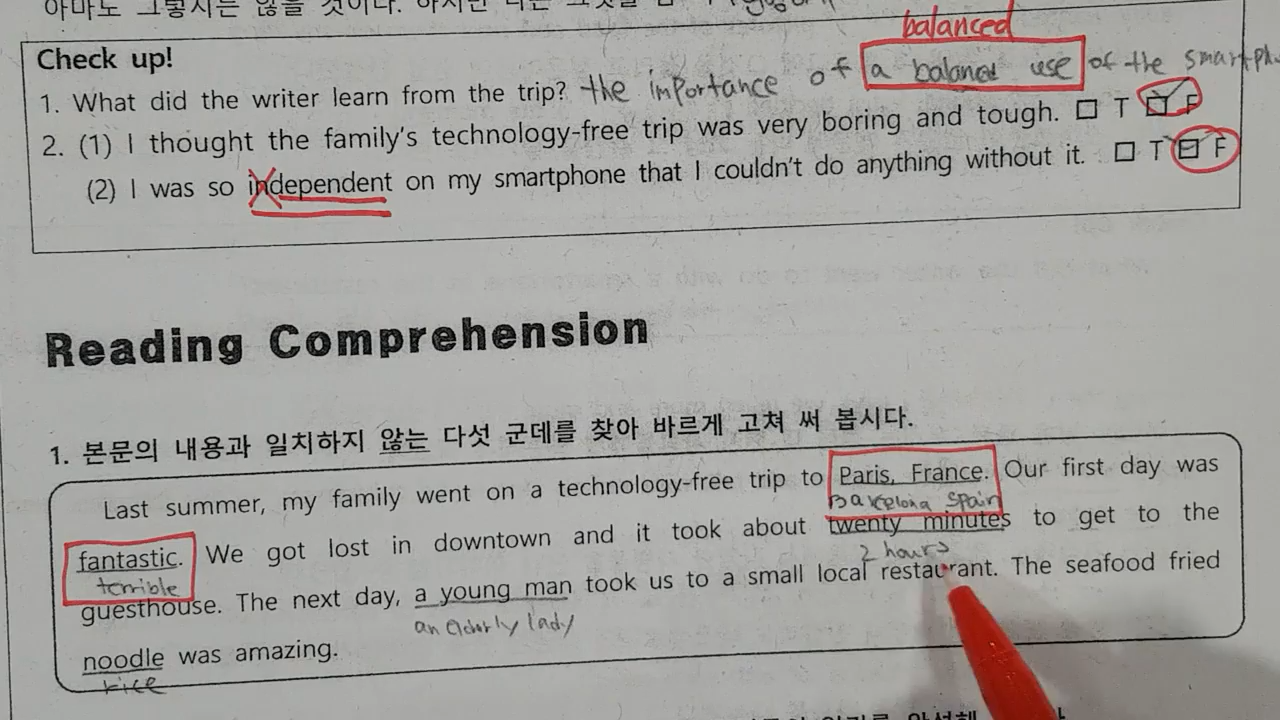 balanced
Check up!
1. What did the writer learn from the trip? the importance of a balaned use of the smartph
2. (1) I thought the family's technology-free trip was very boring and tough. □ T □ F
(2) I was so independent on my smartphone that I couldn't do anything without it. □ T □ F
Reading Comprehension
1. 본문의 내용과 일치하지 않는 다섯 군데를 찾아 바르게 고쳐 써 봅시다.
Last summer, my family went on a technology-free trip to Paris, France. Our first day was
Barcelona Spain
fantastic. We got lost in downtown and it took about twenty minutes to get to the
terrible 2 hours
guesthouse. The next day, a young man took us to a small local restaurant. The seafood fried
an elderly lady
noodle was amazing.
rice